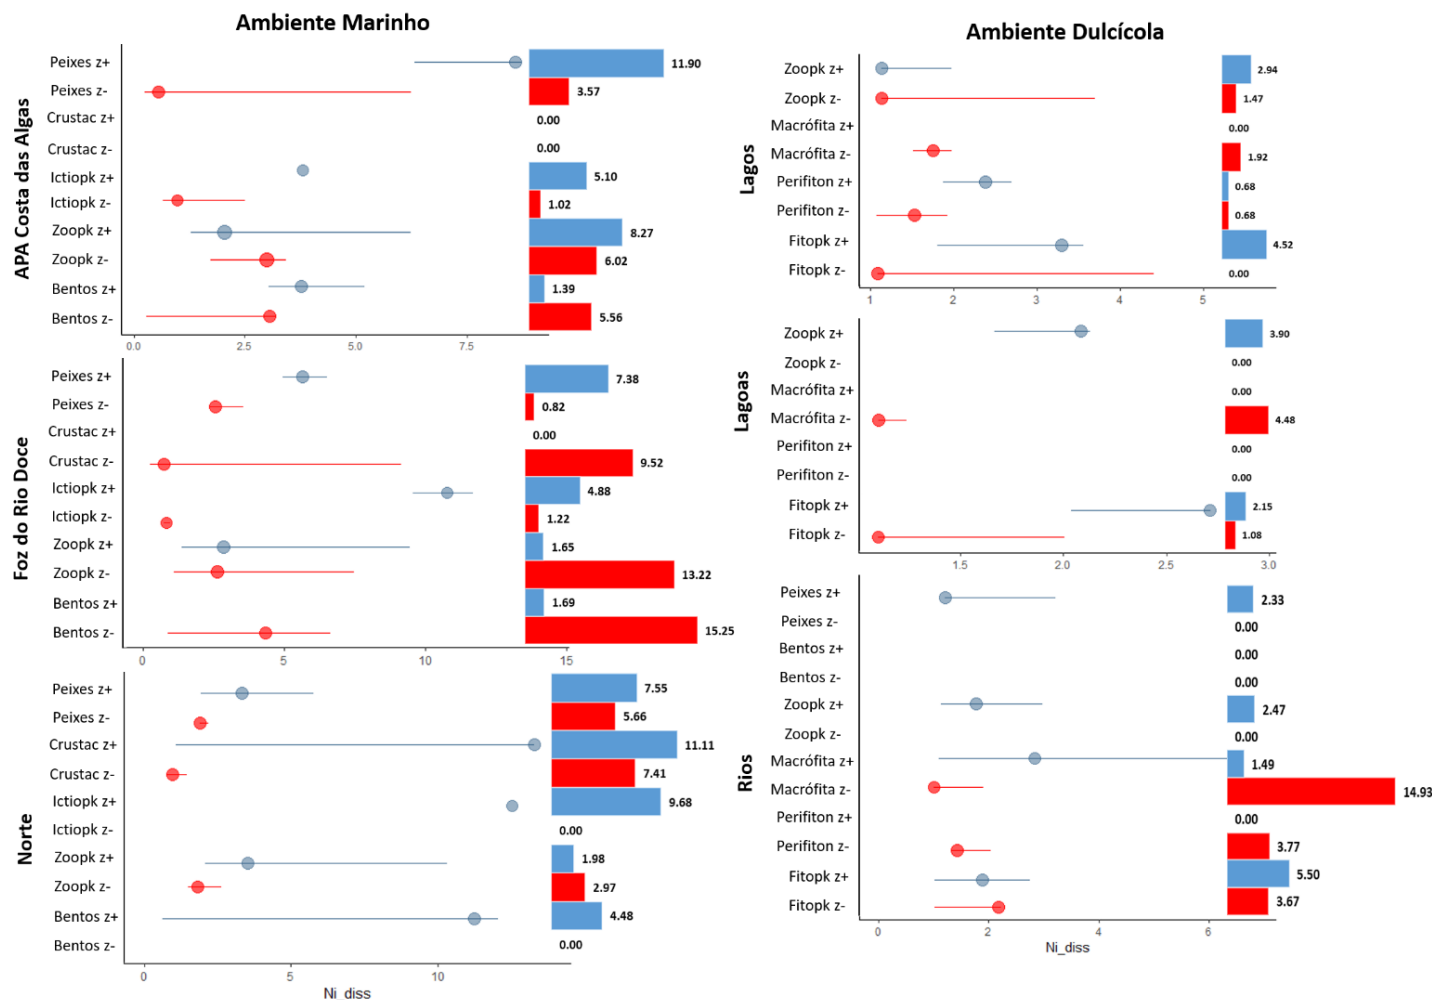 Ambiente Marinho
APA Costa das Algas
Peixes z+
11.90
Peixes z-
3.57
Crustac z+
0.00
Crustac z-
0.00
Ictiopk z+
5.10
Ictiopk z-
1.02
Zoopk z+
8.27
Zoopk z-
6.02
Bentos z+
1.39
Bentos z-
5.56
0.0 2.5 5.0 7.5
Foz do Rio Doce
Peixes z+
7.38
Peixes z-
0.82
Crustac z+
0.00
Crustac z-
9.52
Ictiopk z+
4.88
Ictiopk z-
1.22
Zoopk z+
1.65
Zoopk z-
13.22
Bentos z+
1.69
Bentos z-
15.25
0 5 10 15
Norte
Peixes z+
7.55
Peixes z-
5.66
Crustac z+
11.11
Crustac z-
7.41
Ictiopk z+
9.68
Ictiopk z-
0.00
Zoopk z+
1.98
Zoopk z-
2.97
Bentos z+
4.48
Bentos z-
0.00
0 5 10
Ni_diss
Ambiente Dulcícola
Lagos
Zoopk z+
2.94
Zoopk z-
1.47
Macrófita z+
0.00
Macrófita z-
1.92
Perifiton z+
0.68
Perifiton z-
0.68
Fitopk z+
4.52
Fitopk z-
0.00
1 2 3 4 5
Lagoas
Zoopk z+
3.90
Zoopk z-
0.00
Macrófita z+
0.00
Macrófita z-
4.48
Perifiton z+
0.00
Perifiton z-
0.00
Fitopk z+
2.15
Fitopk z-
1.08
1.5 2.0 2.5 3.0
Rios
Peixes z+
2.33
Peixes z-
0.00
Bentos z+
0.00
Bentos z-
0.00
Zoopk z+
2.47
Zoopk z-
0.00
Macrófita z+
1.49
Macrófita z-
14.93
Perifiton z+
0.00
Perifiton z-
3.77
Fitopk z+
5.50
Fitopk z-
3.67
0 2 4 6
Ni_diss